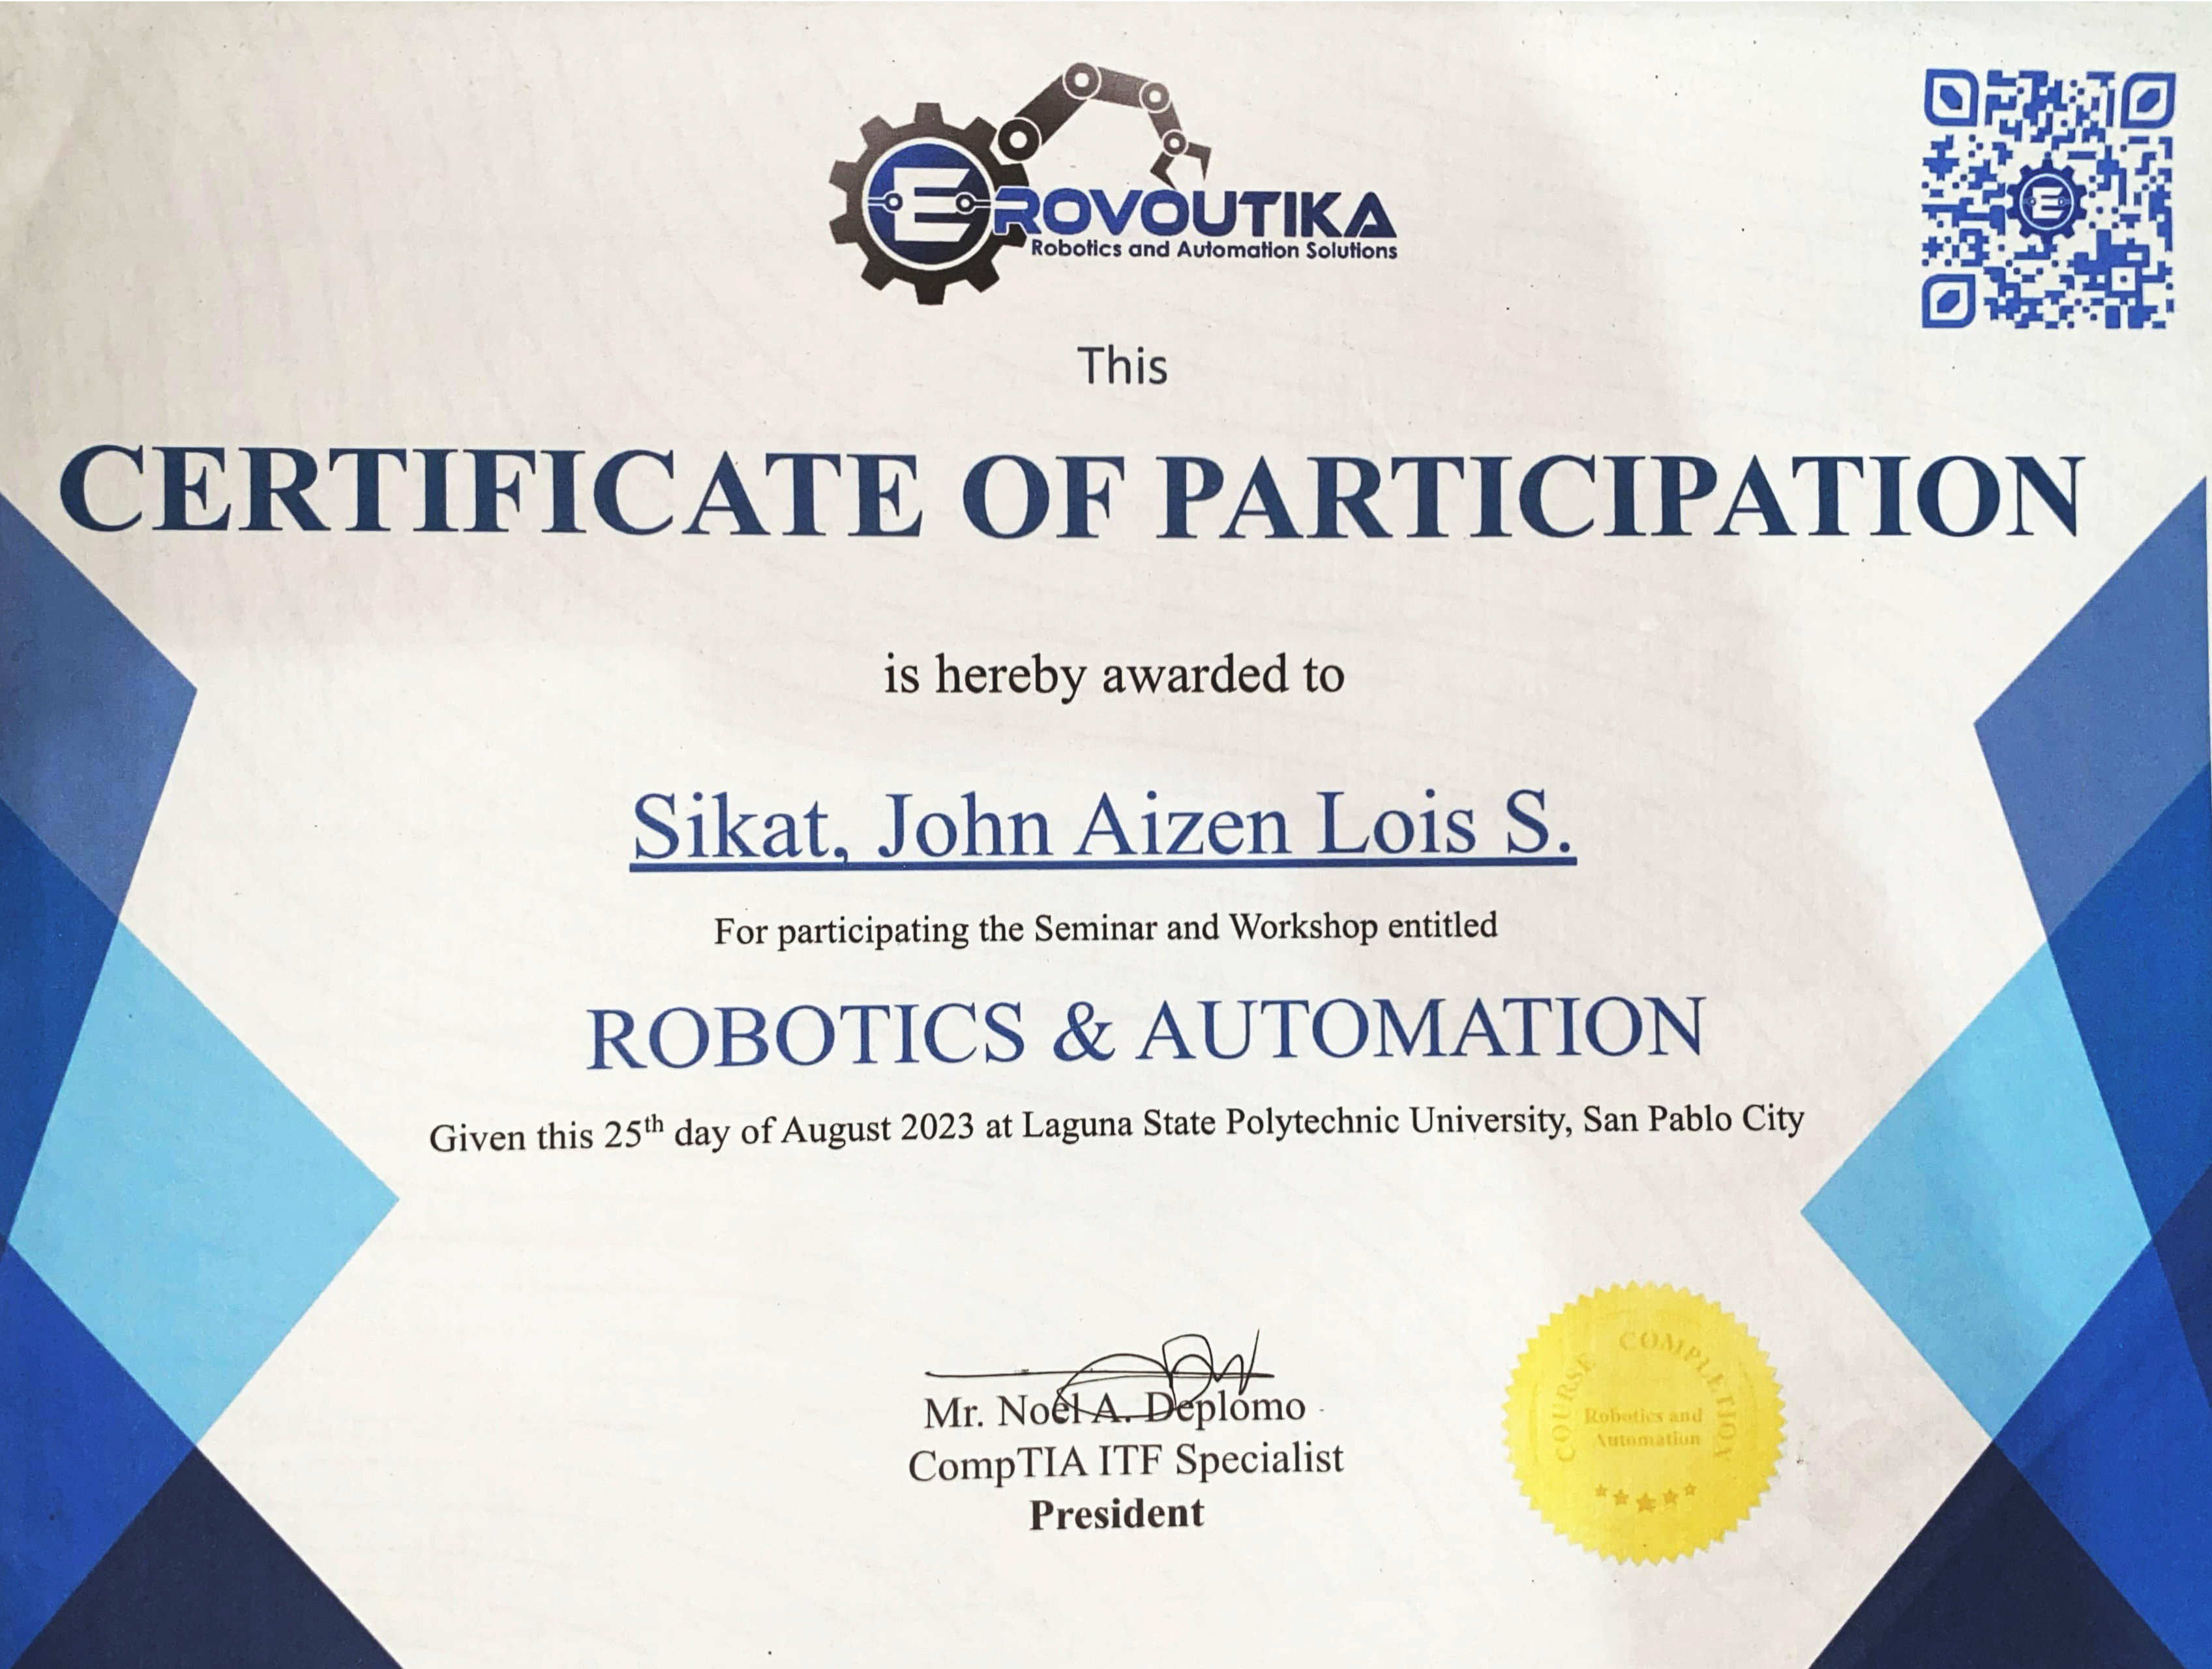 EROVOUTIKA
Robotics and Automation Solutions
This
CERTIFICATE OF PARTICIPATION
is hereby awarded to
Sikat, John Aizen Lois S.
For participating the Seminar and Workshop entitled
ROBOTICS & AUTOMATION
Given this 25th day of August 2023 at Laguna State Polytechnic University, San Pablo City
Mr. Noel A. Deplomo
CompTIA ITF Specialist
President
COURSE COMPLETION
Robotics and
Automation